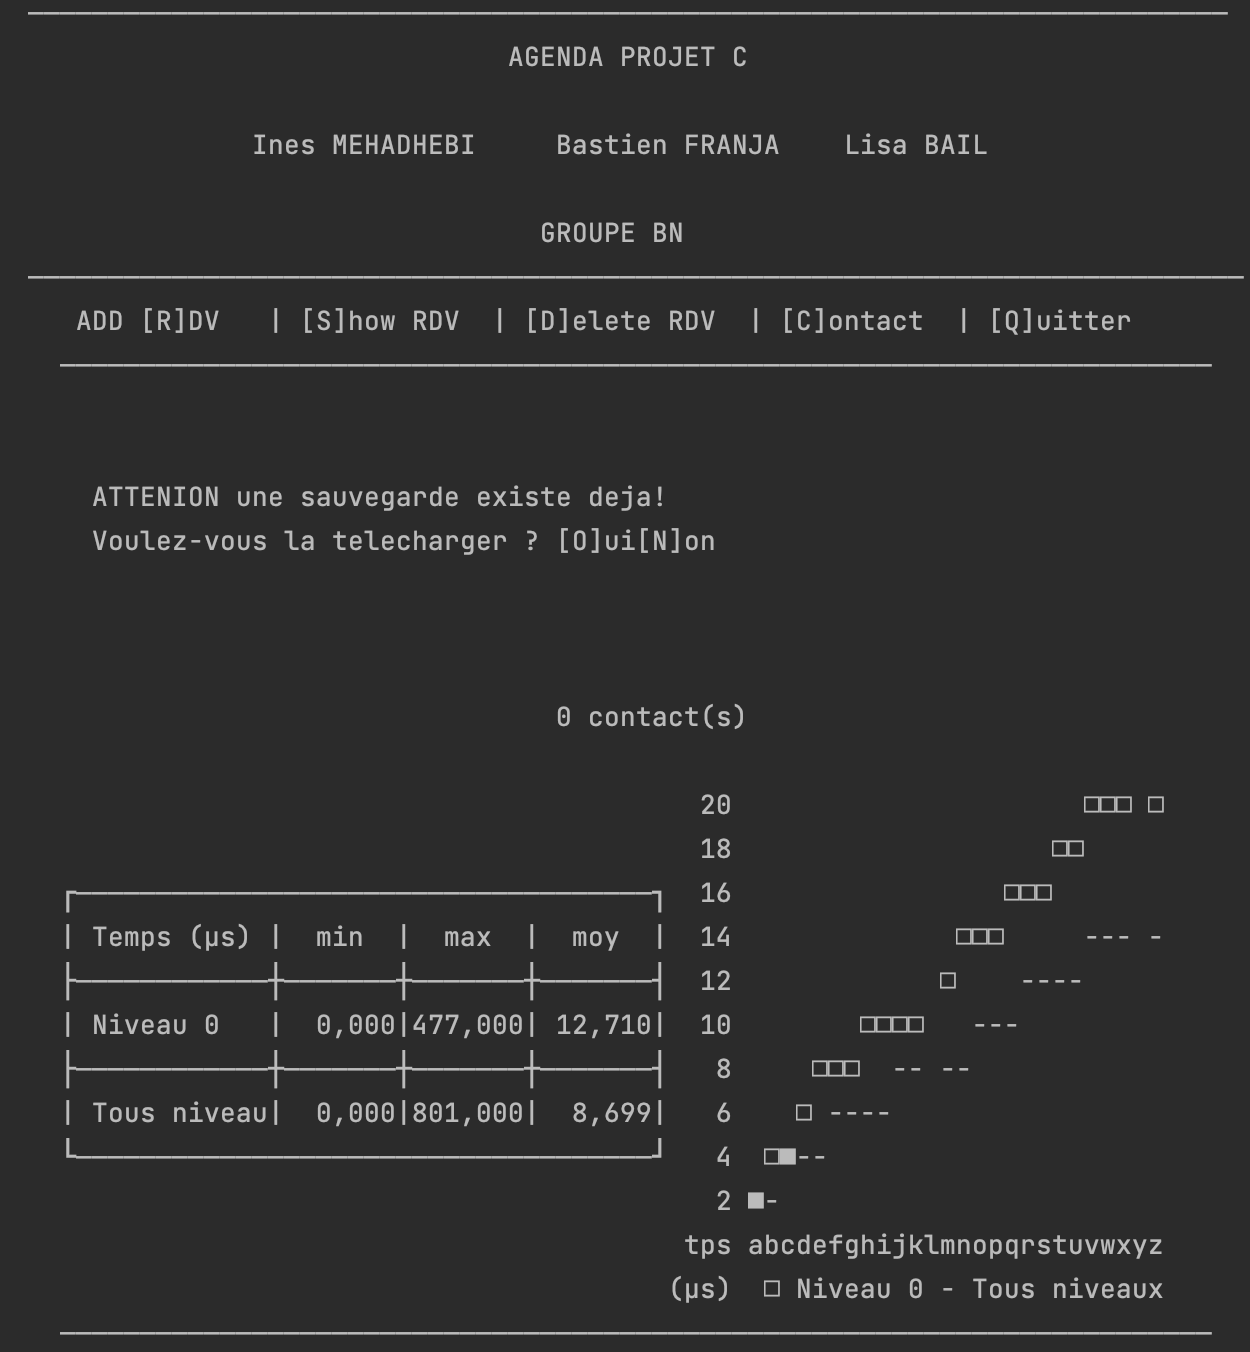 AGENDA PROJET C
Ines MEHADHEBI Bastien FRANJA Lisa BAIL
GROUPE BN
ADD [R]DV | [S]how RDV | [D]elete RDV | [C]ontact | [Q]uitter
ATTENION une sauvegarde existe deja!
Voulez-vous la telecharger ? [O]ui[N]on
0 contact(s)
Temps (µs) | min | max | moy
Niveau 0 | 0,000|477,000| 12,710|
Tous niveau| 0,000|801,000| 8,699|
20 □□□ □
18 □□
16 □□□
14 □□□ --- -
12 □ ----
10 □□□□ ---
8 □□□ -- --
6 □ ----
4 □■--
2 ■-
tps abcdefghijklmnopqrstuvwxyz
(µs) □ Niveau 0 - Tous niveaux